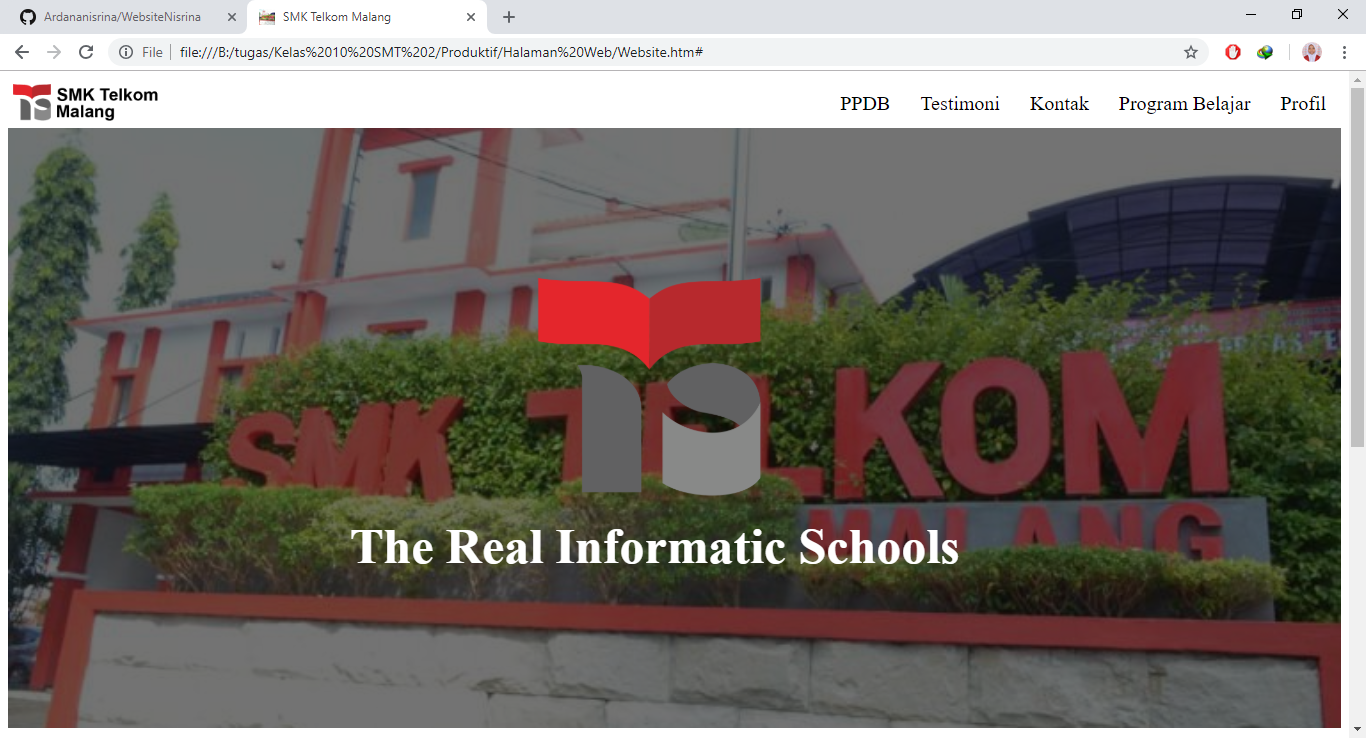 Ardananisrina/WebsiteNisrina
SMK Telkom Malang
File
file:///B:/tugas/Kelas%2010%20SMT%202/Produktif/Halaman%20Web/Website.htm#
SMK Telkom
Malang
PPDB Testimoni Kontak Program Belajar Profil
SMK TELKOM
MALANG
The Real Informatic Schools